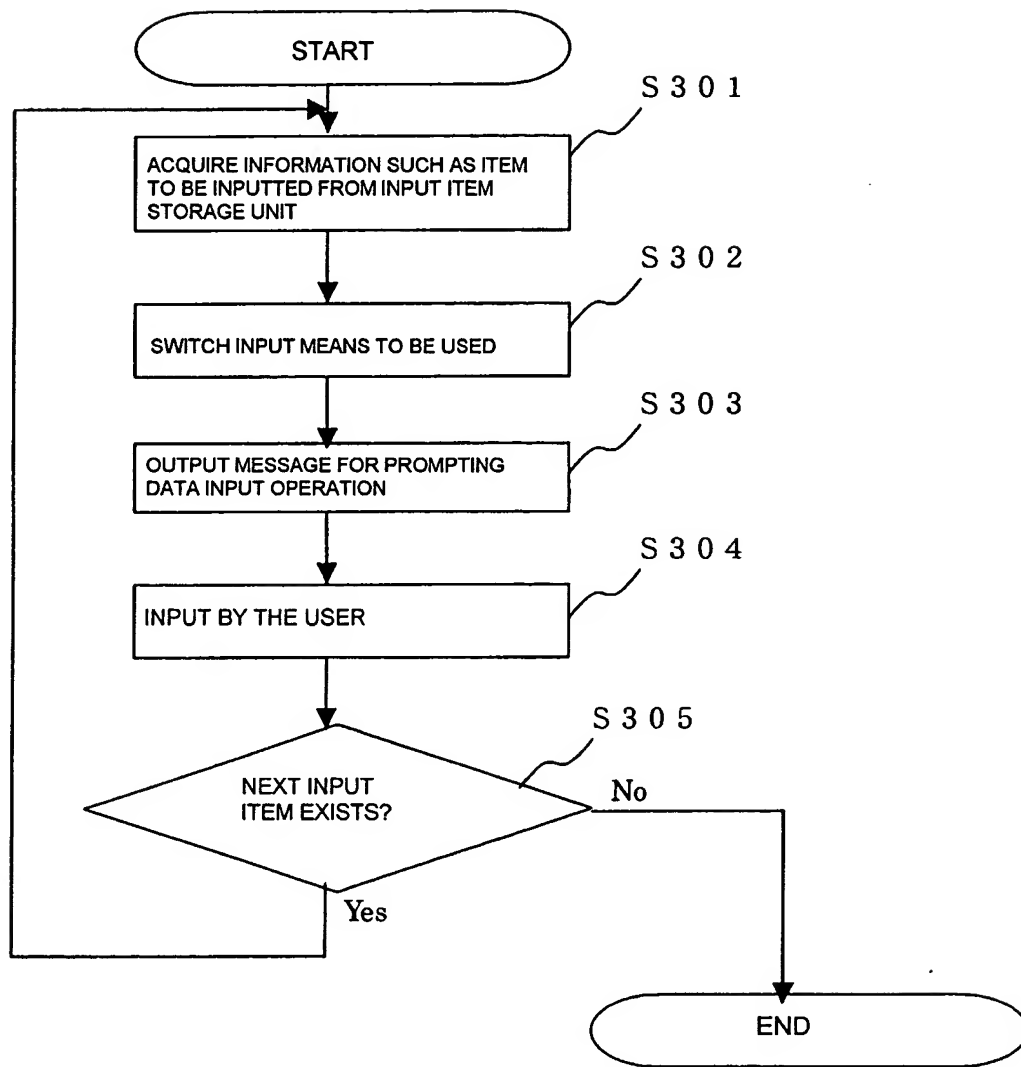 START
S301
ACQUIRE INFORMATION SUCH AS ITEM
TO BE INPUTTED FROM INPUT ITEM
STORAGE UNIT
S302
SWITCH INPUT MEANS TO BE USED
S303
OUTPUT MESSAGE FOR PROMPTING
DATA INPUT OPERATION
S304
INPUT BY THE USER
S305
NEXT INPUT
ITEM EXISTS?
No
Yes
END